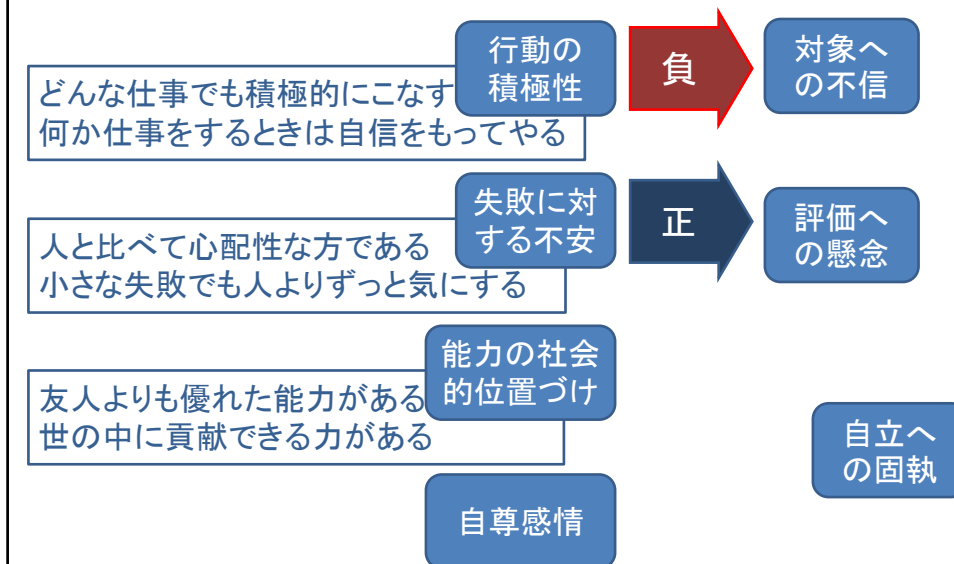 行動の
積極性
負
対象へ
の不信
どんな仕事でも積極的にこなす
何か仕事をするときは自信をもってやる
失敗に対
する不安
正
評価へ
の懸念
人と比べて心配性な方である
小さな失敗でも人よりずっと気にする
能力の社会
的位置づけ
友人よりも優れた能力がある
世の中に貢献できる力がある
自立へ
の固執
自尊感情